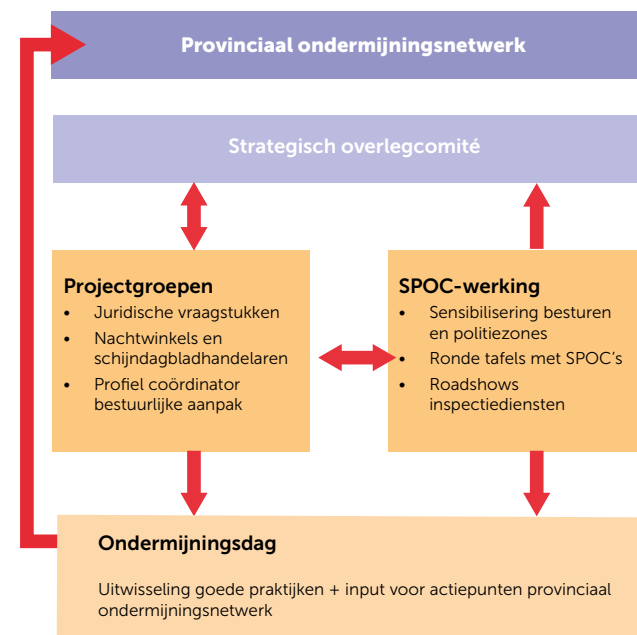 Provinciaal ondermijningsnetwerk
Strategisch overlegcomité
Projectgroepen
• Juridische vraagstukken
• Nachtwinkels en
schijndagbladhandelaren
• Profiel coördinator
bestuurlijke aanpak
SPOC-werking
• Sensibilisering besturen
en politiezones
• Ronde tafels met SPOC's
• Roadshows
inspectiediensten
Ondermijningsdag
Uitwisseling goede praktijken + input voor actiepunten provinciaal
ondermijningsnetwerk